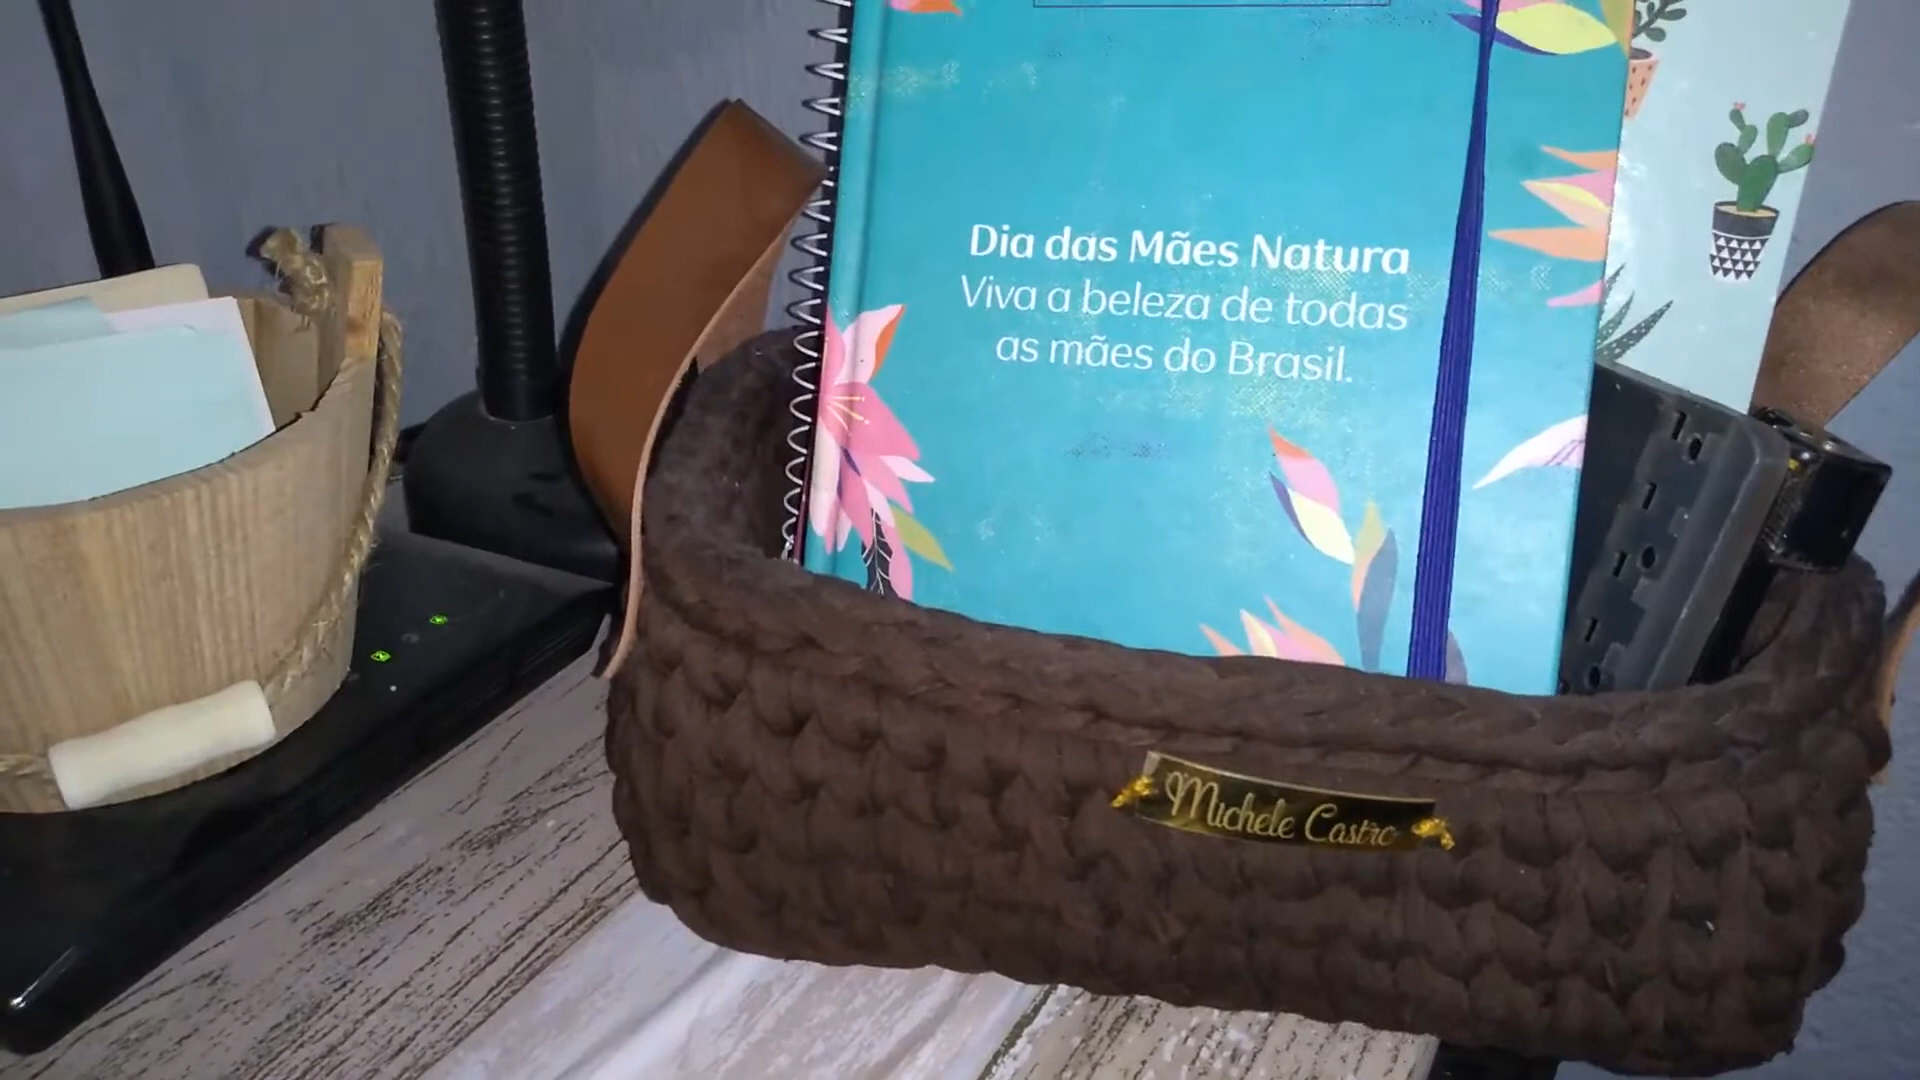 Dia das Mães Natura
Viva a beleza de todas
as mães do Brasil.
Michele Castro